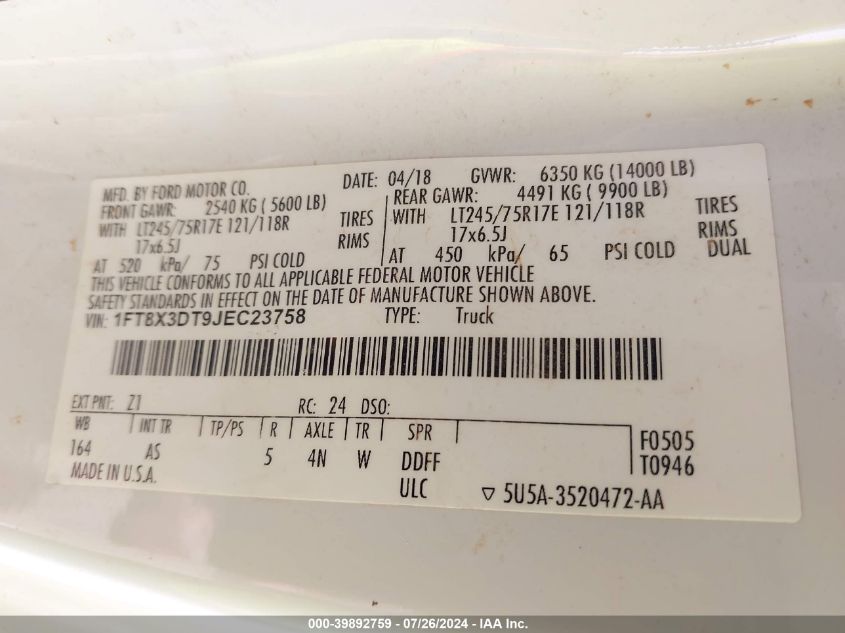 MFD. BY FORD MOTOR CO.
DATE: 04/18 GVWR: 6350 KG (14000 LB)
FRONT GAWR: 2540 KG ( 5600 LB)
REAR GAWR: 4491 KG ( 9900 LB)
WITH LT245/75R17E 121/118R TIRES
WITH LT245/75R17E 121/118R TIRES
17x6.5J RIMS
17x6.5J RIMS
AT 520 kPa/ 75 PSI COLD
AT 450 kPa/ 65 PSI COLD DUAL
THIS VEHICLE CONFORMS TO ALL APPLICABLE FEDERAL MOTOR VEHICLE
SAFETY STANDARDS IN EFFECT ON THE DATE OF MANUFACTURE SHOWN ABOVE.
VIN: 1FT8X3DT9JEC23758 TYPE: Truck
EXT PNT: Z1 RC: 24 DSO:
WB INT TR TP/PS R AXLE TR SPR
164 AS 5 4N W DDFF
F0505
T0946
MADE IN U.S.A. ULC ▽ 5U5A-3520472-AA
000-39892759 - 07/26/2024 - IAA Inc.